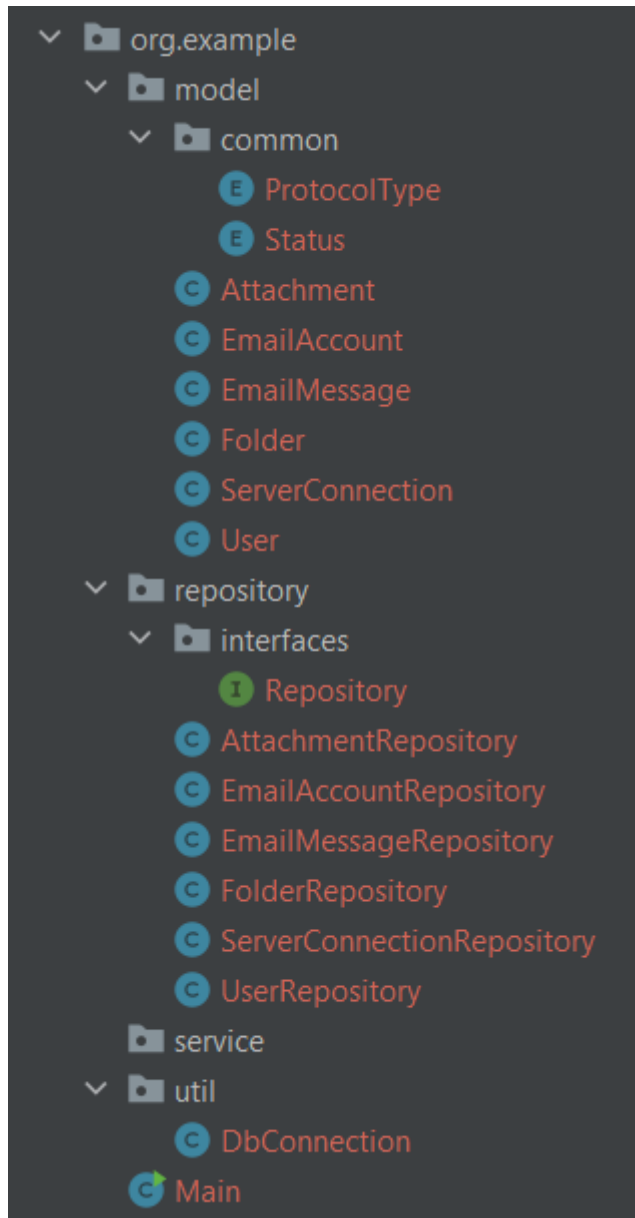 org.example
model
common
E ProtocolType
E Status
C Attachment
C EmailAccount
C EmailMessage
C Folder
C ServerConnection
C User
repository
interfaces
I Repository
C AttachmentRepository
C EmailAccountRepository
C EmailMessageRepository
C FolderRepository
C ServerConnectionRepository
C UserRepository
service
util
C DbConnection
C Main